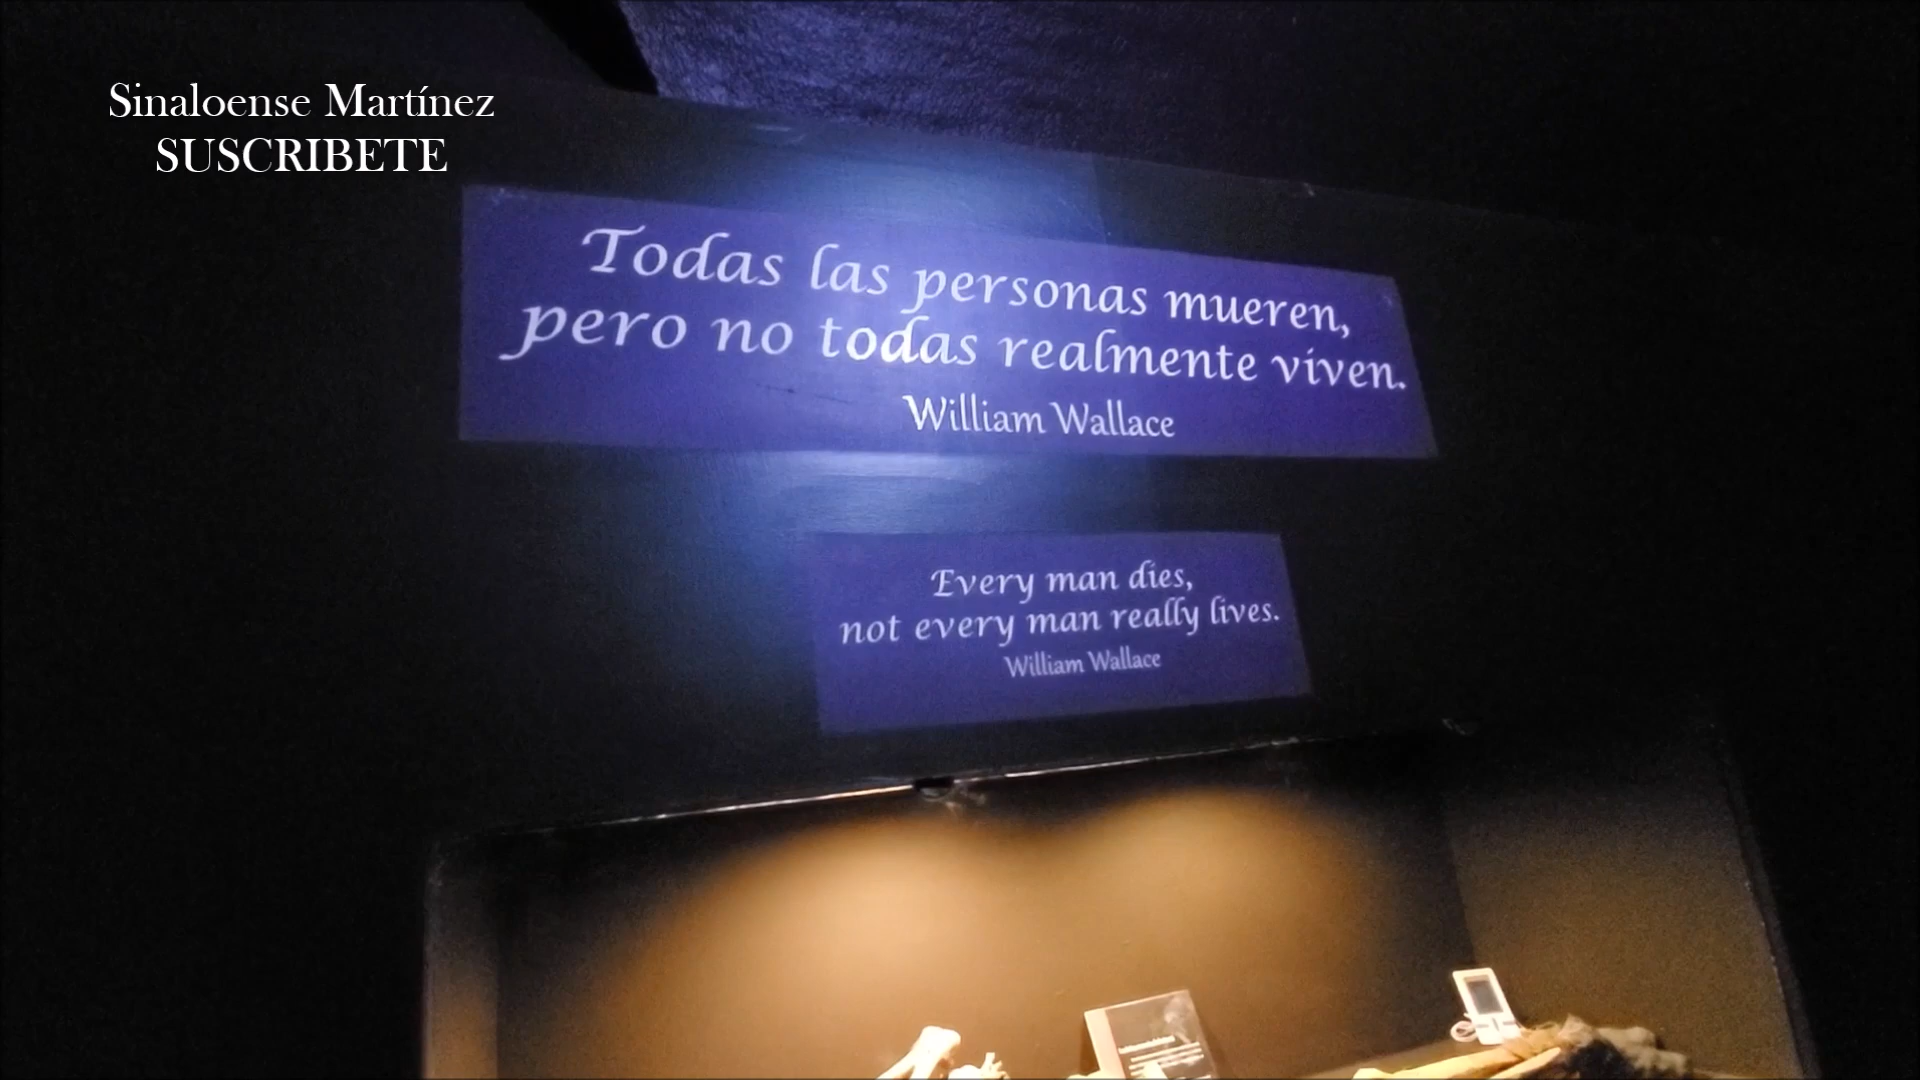 Sinaloense Martínez
SUSCRIBETE
Todas las personas mueren,
pero no todas realmente viven.
William Wallace
Every man dies,
not every man really lives.
William Wallace